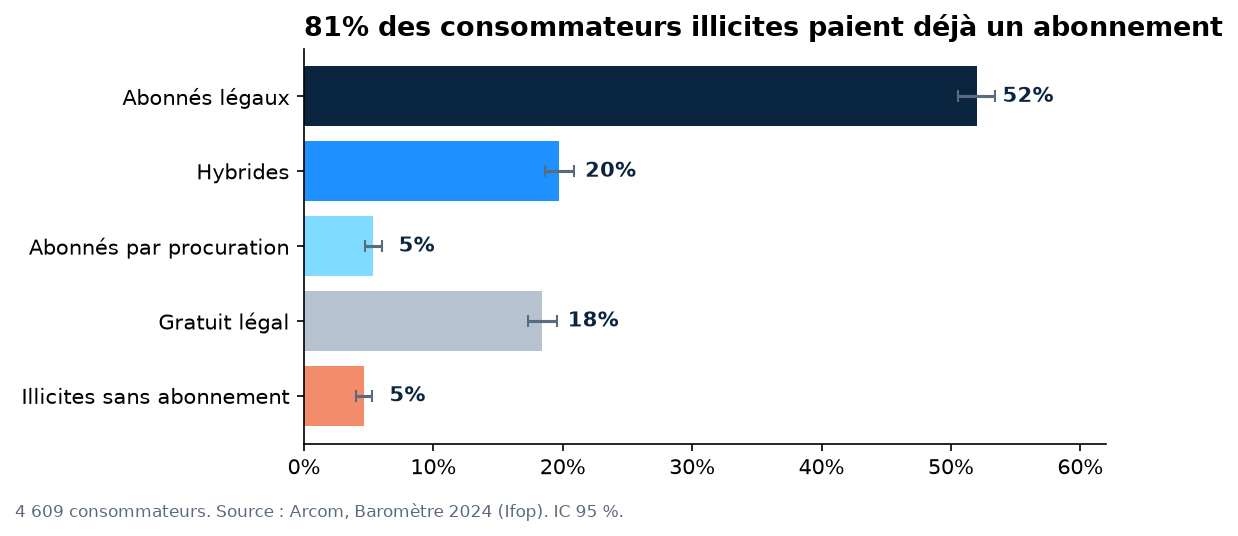 81% des consommateurs illicites paient déjà un abonnement
Abonnés légaux
52%
Hybrides
20%
Abonnés par procuration
5%
Gratuit légal
18%
Illicites sans abonnement
5%
0% 10% 20% 30% 40% 50% 60%
4 609 consommateurs. Source : Arcom, Baromètre 2024 (Ifop). IC 95 %.